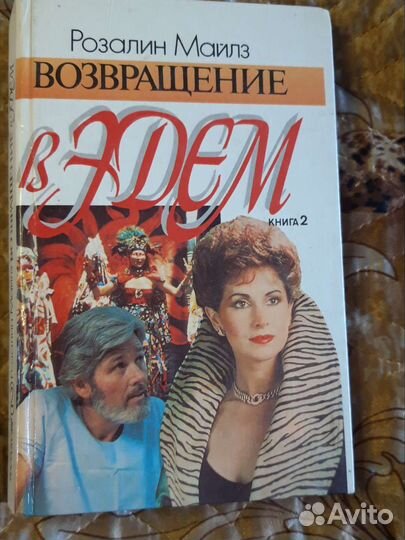 Розалин Майлз
ВОЗВРАЩЕНИЕ
В ЭДЕМ
КНИГА 2
Avito